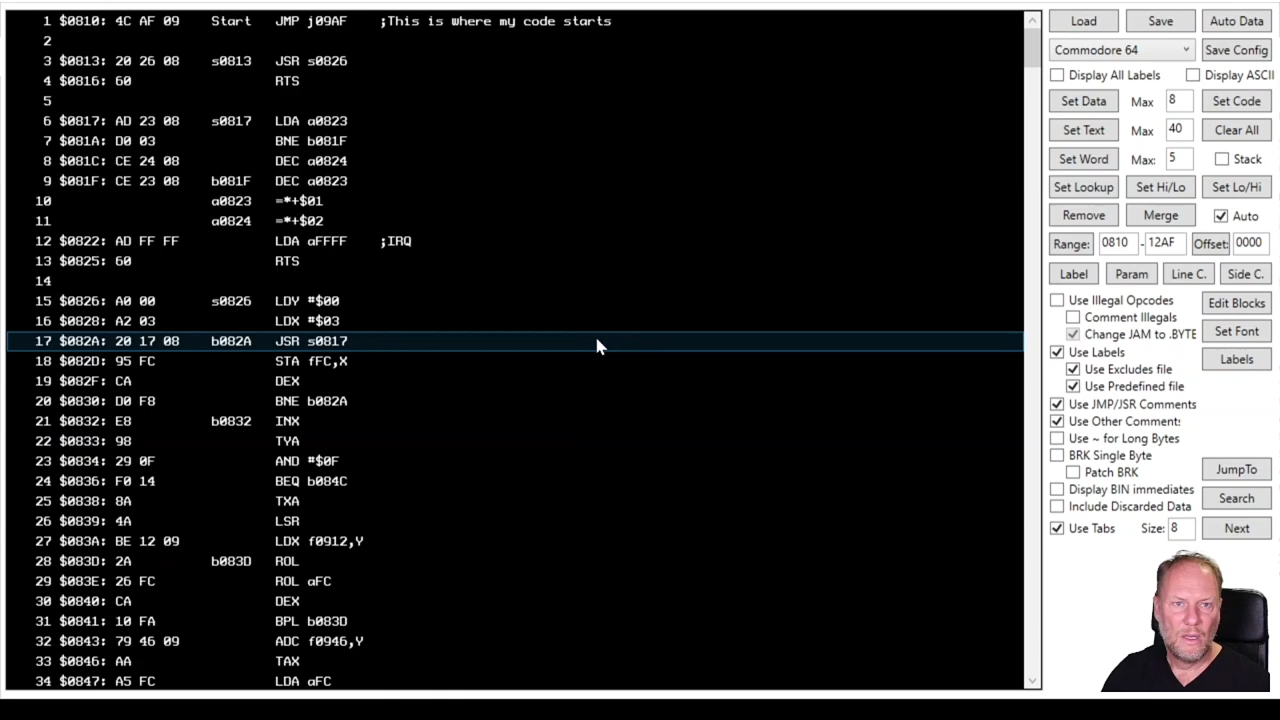 1 $0810: 4C AF 09 Start JMP j09AF ;This is where my code starts
2
3 $0813: 20 26 08 s0813 JSR s0826
4 $0816: 60 RTS
5
6 $0817: AD 23 08 s0817 LDA a0823
7 $081A: D0 03 BNE b081F
8 $081C: CE 24 08 DEC a0824
9 $081F: CE 23 08 b081F DEC a0823
10 a0823 =*+$01
11 a0824 =*+$02
12 $0822: AD FF FF LDA aFFFF ;IRQ
13 $0825: 60 RTS
14
15 $0826: A0 00 s0826 LDY #$00
16 $0828: A2 03 LDX #$03
17 $082A: 20 17 08 b082A JSR s0817
18 $082D: 95 FC STA fFC,X
19 $082F: CA DEX
20 $0830: D0 F8 BNE b082A
21 $0832: E8 b0832 INX
22 $0833: 98 TYA
23 $0834: 29 0F AND #$0F
24 $0836: F0 14 BEQ b084C
25 $0838: 8A TXA
26 $0839: 4A LSR
27 $083A: BE 12 09 LDX f0912,Y
28 $083D: 2A b083D ROL
29 $083E: 26 FC ROL aFC
30 $0840: CA DEX
31 $0841: 10 FA BPL b083D
32 $0843: 79 46 09 ADC f0946,Y
33 $0846: AA TAX
34 $0847: A5 FC LDA aFC
Load Save Auto Data
Commodore 64 Save Config
Display All Labels Display ASCII
Set Data Max 8 Set Code
Set Text Max 40 Clear All
Set Word Max: 5 Stack
Set Lookup Set Hi/Lo Set Lo/Hi
Remove Merge Auto
Range: 0810 - 12AF Offset: 0000
Label Param Line C. Side C.
Use Illegal Opcodes Edit Blocks
Comment Illegals
Change JAM to .BYTE Set Font
Use Labels Labels
Use Excludes file
Use Predefined file
Use JMP/JSR Comments
Use Other Comments
Use ~ for Long Bytes
BRK Single Byte
Patch BRK JumpTo
Display BIN immediates
Include Discarded Data Search
Use Tabs Size: 8 Next